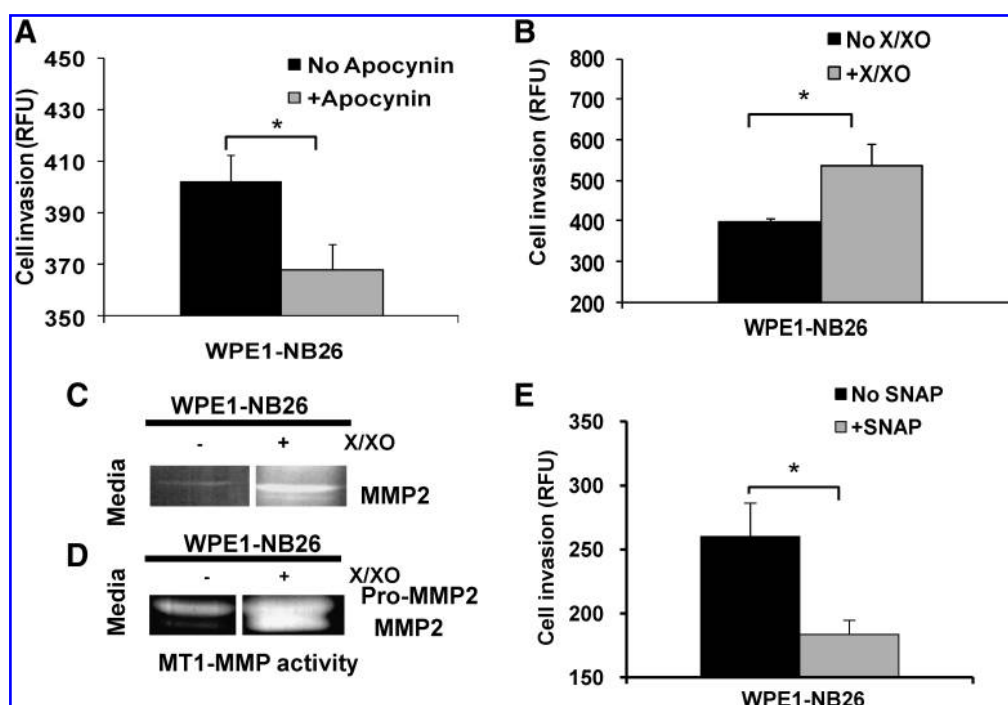 A
450
430
410
390
370
350
Cell invasion (RFU)
No Apocynin
+Apocynin
*
WPE1-NB26
B
800
700
600
500
400
300
200
Cell invasion (RFU)
No X/XO
+X/XO
*
WPE1-NB26
C
WPE1-NB26
- + X/XO
Media
MMP2
D
WPE1-NB26
- + X/XO
Media
Pro-MMP2
MMP2
MT1-MMP activity
E
350
300
250
200
150
Cell invasion (RFU)
No SNAP
+SNAP
*
WPE1-NB26